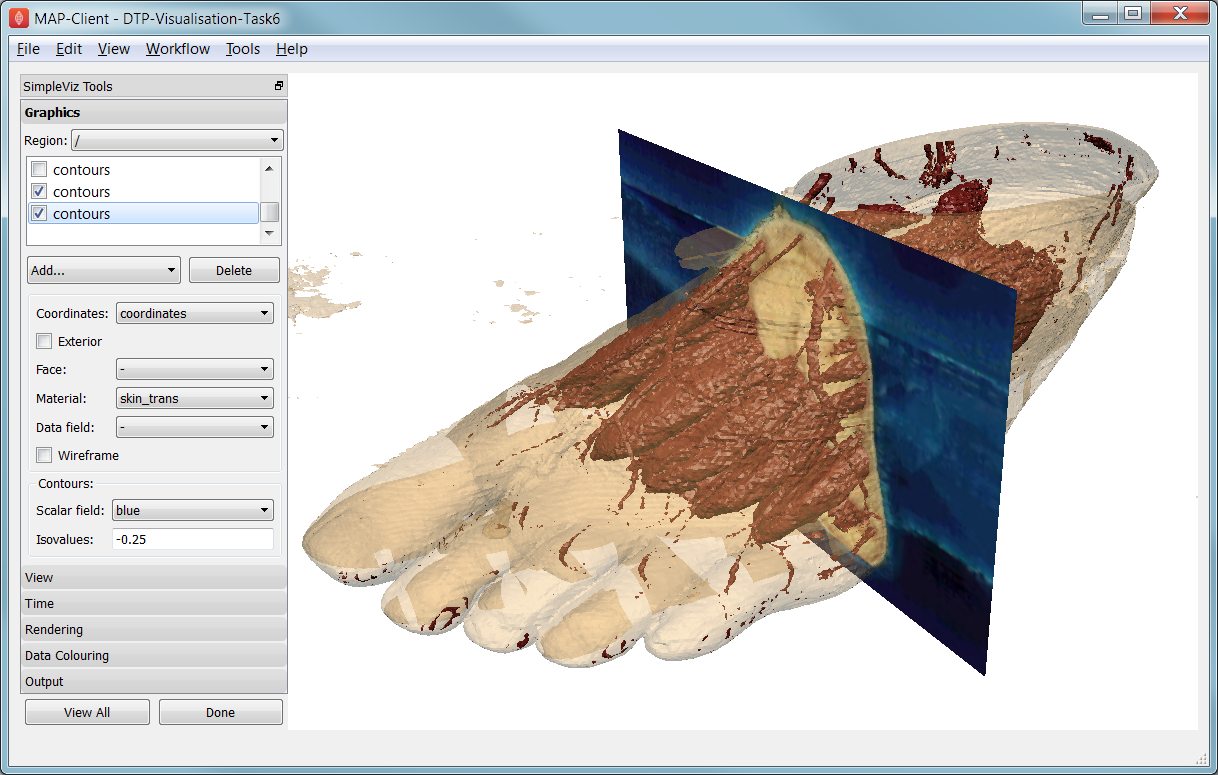 MAP-Client - DTP-Visualisation-Task6
File Edit View Workflow Tools Help
SimpleViz Tools
Graphics
Region: /
contours
contours
contours
Add... Delete
Coordinates: coordinates
Exterior
Face: -
Material: skin_trans
Data field: -
Wireframe
Contours:
Scalar field: blue
Isovalues: -0.25
View
Time
Rendering
Data Colouring
Output
View All Done